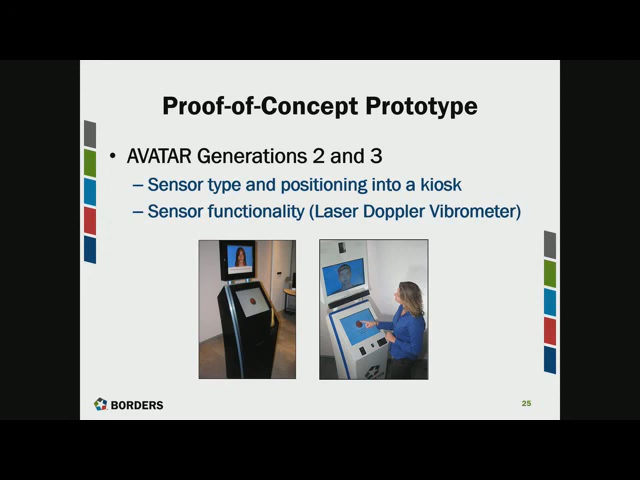 Proof-of-Concept Prototype
• AVATAR Generations 2 and 3
– Sensor type and positioning into a kiosk
– Sensor functionality (Laser Doppler Vibrometer)
BORDERS
25